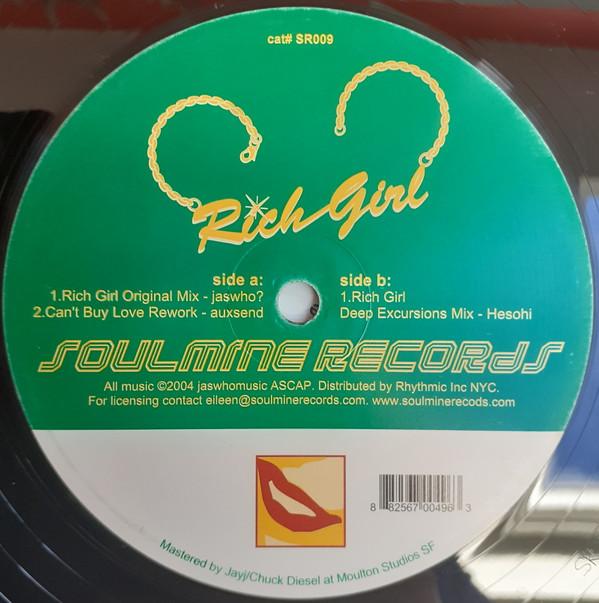 cat# SR009
Rich Girl
side a:
1.Rich Girl Original Mix - jaswho?
2.Can't Buy Love Rework - auxsend
side b:
1.Rich Girl
Deep Excursions Mix - Hesohi
SOULMINE RECORdS
All music ©2004 jaswhomusic ASCAP. Distributed by Rhythmic Inc NYC.
For licensing contact eileen@soulminerecords.com. www.soulminerecods.com
8 82567 00496 3
Mastered by Jayj/Chuck Diesel at Moulton Studios SF